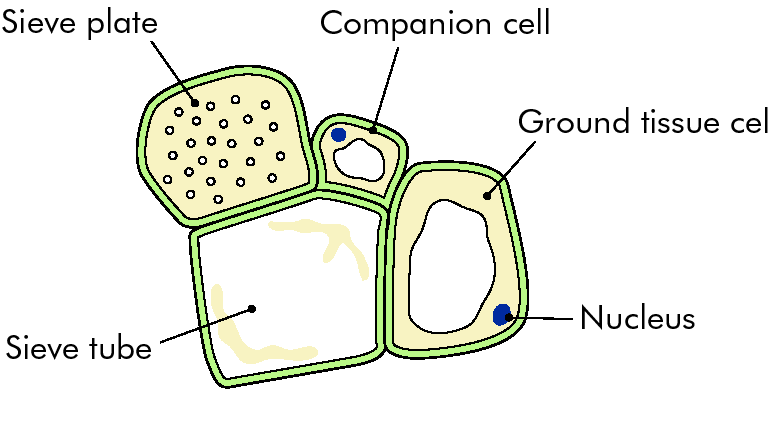 Sieve plate
Companion cell
Ground tissue cel
Sieve tube
Nucleus